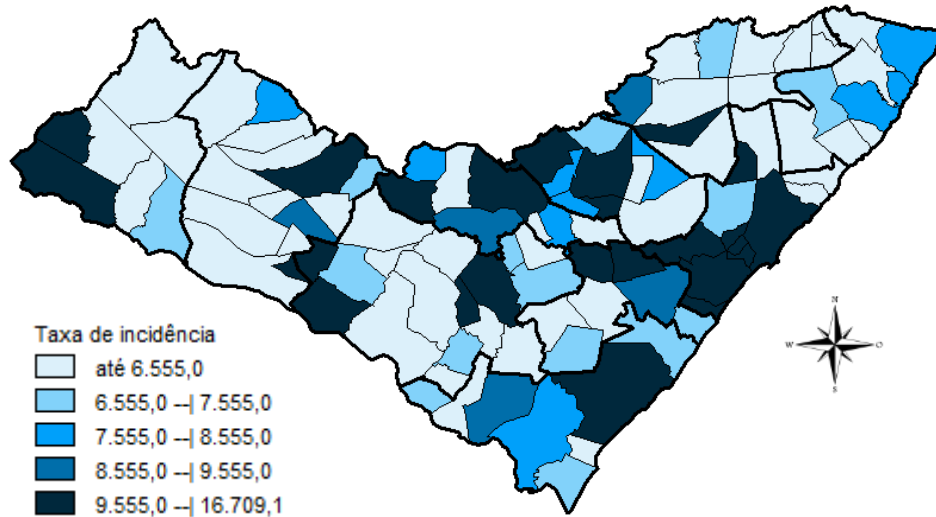 Taxa de incidência
até 6.555,0
6.555,0 --| 7.555,0
7.555,0 --| 8.555,0
8.555,0 --| 9.555,0
9.555,0 --| 16.709,1
N
W
O
S